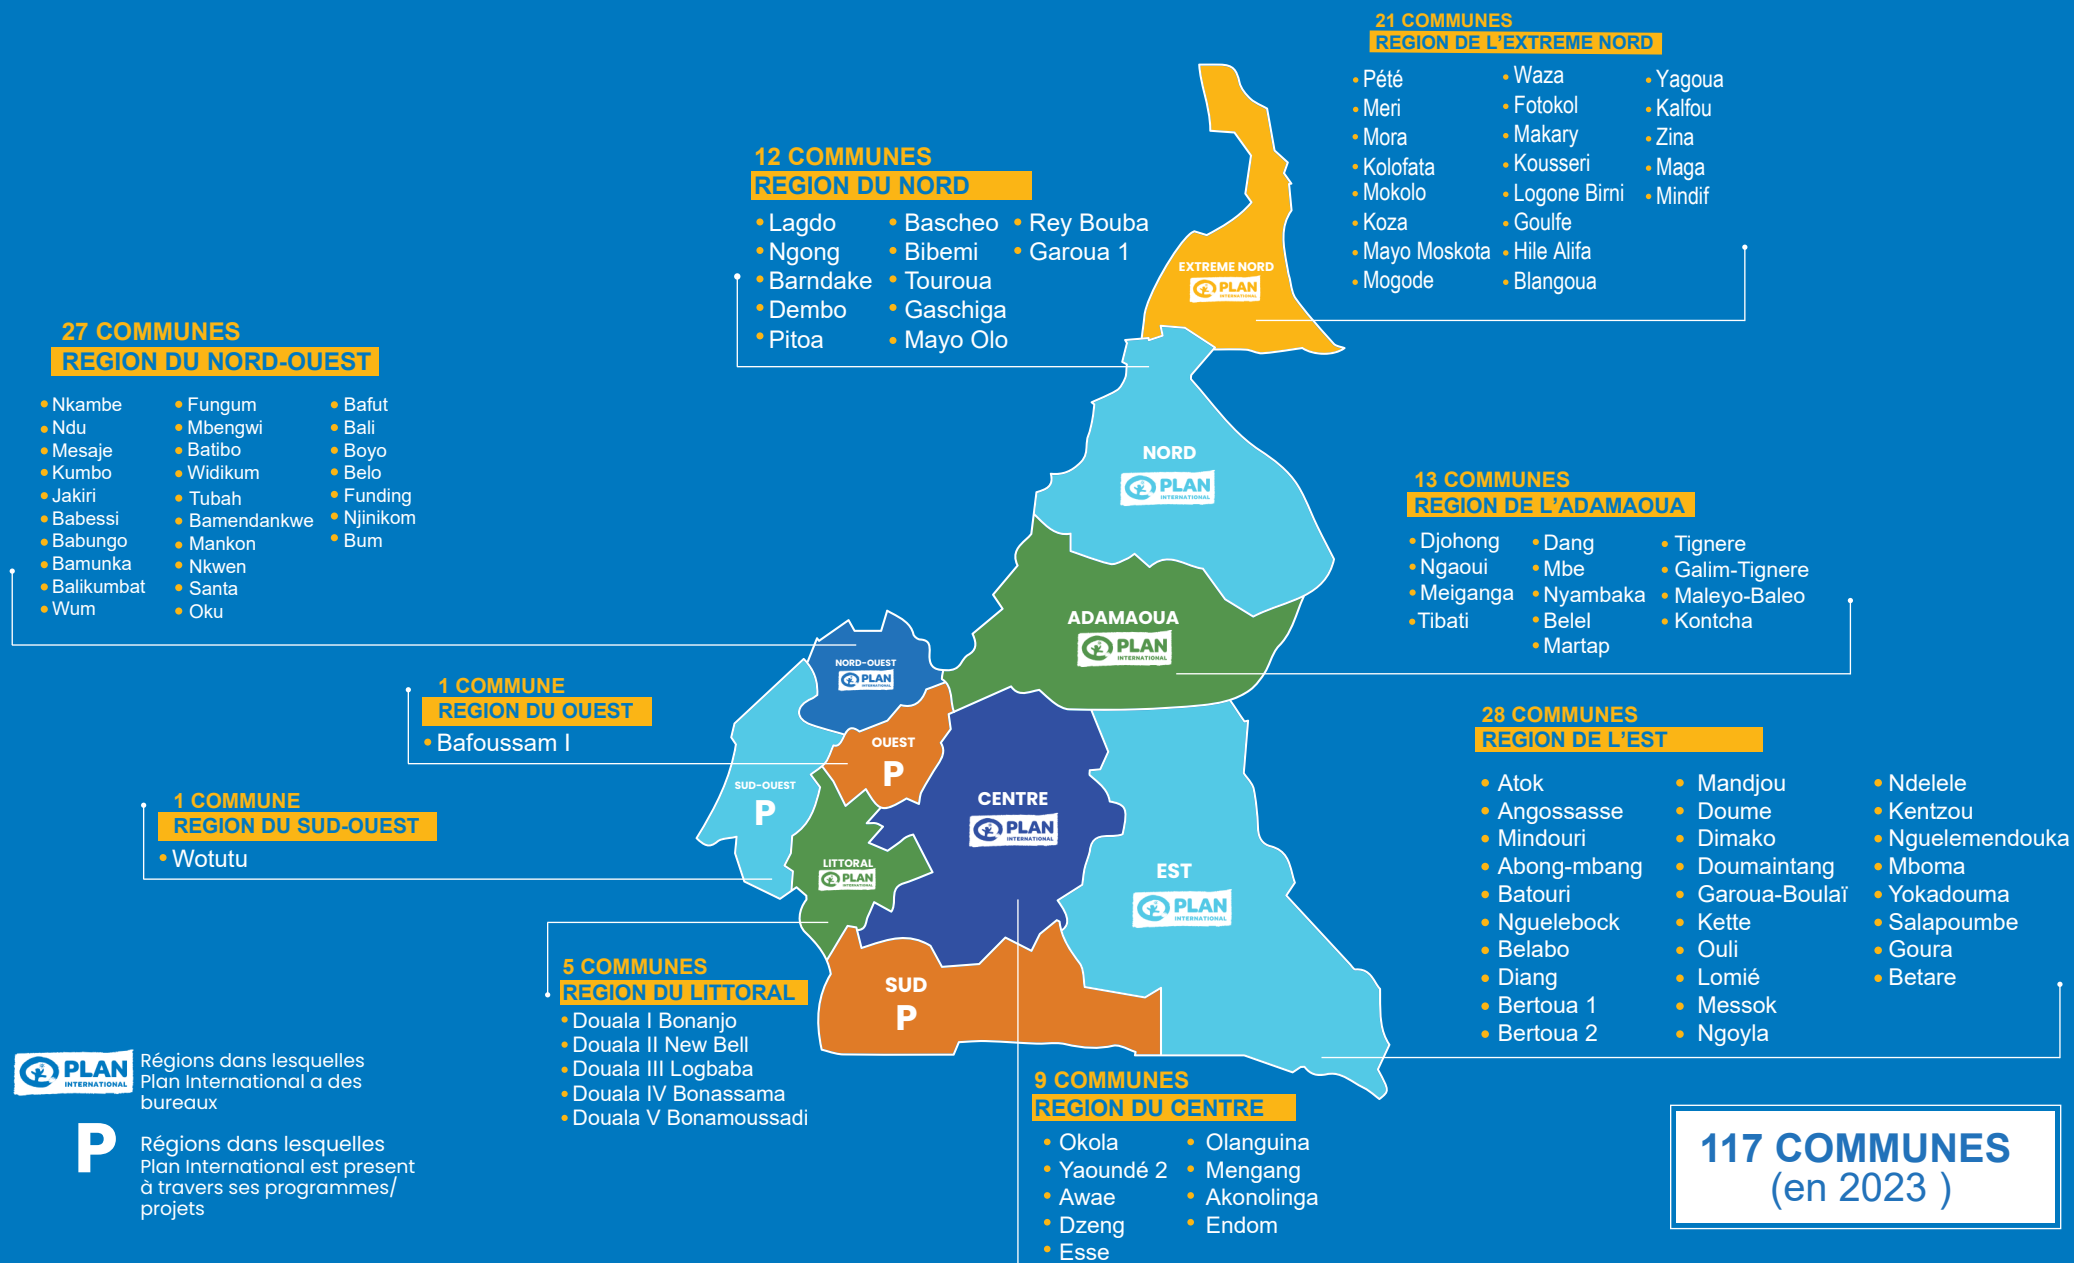 21 COMMUNES
REGION DE L'EXTREME NORD
Pété
Meri
Mora
Kolofata
Mokolo
Koza
Mayo Moskota
Mogode
Waza
Fotokol
Makary
Kousseri
Logone Birni
Goulfe
Hile Alifa
Blangoua
Yagoua
Kalfou
Zina
Maga
Mindif
12 COMMUNES
REGION DU NORD
Lagdo
Ngong
Barndake
Dembo
Pitoa
Bascheo
Bibemi
Touroua
Gaschiga
Mayo Olo
Rey Bouba
Garoua 1
27 COMMUNES
REGION DU NORD-OUEST
Nkambe
Ndu
Mesaje
Kumbo
Jakiri
Babessi
Babungo
Bamunka
Balikumbat
Wum
Fungum
Mbengwi
Batibo
Widikum
Tubah
Bamendankwe
Mankon
Nkwen
Santa
Oku
Bafut
Bali
Boyo
Belo
Funding
Njinikom
Bum
13 COMMUNES
REGION DE L'ADAMAOUA
Djohong
Ngaoui
Meiganga
Tibati
Dang
Mbe
Nyambaka
Belel
Martap
Tignere
Galim-Tignere
Maleyo-Baleo
Kontcha
1 COMMUNE
REGION DU OUEST
Bafoussam I
1 COMMUNE
REGION DU SUD-OUEST
Wotutu
28 COMMUNES
REGION DE L'EST
Atok
Angossasse
Mindouri
Abong-mbang
Batouri
Nguelebock
Belabo
Diang
Bertoua 1
Bertoua 2
Mandjou
Doume
Dimako
Doumaintang
Garoua-Boulaï
Kette
Ouli
Lomié
Messok
Ngoyla
Ndelele
Kentzou
Nguelemendouka
Mboma
Yokadouma
Salapoumbe
Goura
Betare
EXTREME NORD
PLAN
INTERNATIONAL
NORD
PLAN
INTERNATIONAL
ADAMAOUA
PLAN
INTERNATIONAL
NORD-OUEST
PLAN
INTERNATIONAL
OUEST
P
SUD-OUEST
P
CENTRE
PLAN
INTERNATIONAL
LITTORAL
PLAN
INTERNATIONAL
EST
PLAN
INTERNATIONAL
SUD
P
5 COMMUNES
REGION DU LITTORAL
Douala I Bonanjo
Douala II New Bell
Douala III Logbaba
Douala IV Bonassama
Douala V Bonamoussadi
9 COMMUNES
REGION DU CENTRE
Okola
Yaoundé 2
Awae
Dzeng
Esse
Olanguina
Mengang
Akonolinga
Endom
PLAN
INTERNATIONAL
Régions dans lesquelles
Plan International a des
bureaux
P
Régions dans lesquelles
Plan International est present
à travers ses programmes/
projets
117 COMMUNES
(en 2023 )